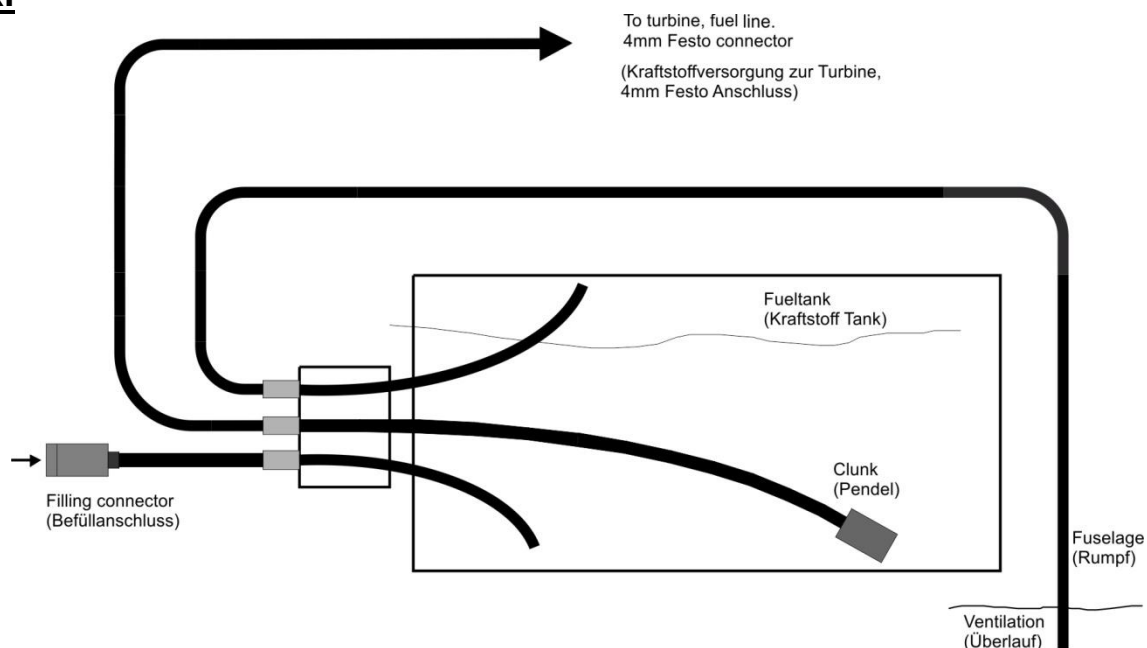 To turbine, fuel line.
4mm Festo connector
(Kraftstoffversorgung zur Turbine,
4mm Festo Anschluss)
Fueltank
(Kraftstoff Tank)
Clunk
(Pendel)
Filling connector
(Befüllanschluss)
Fuselage
(Rumpf)
Ventilation
(Überlauf)